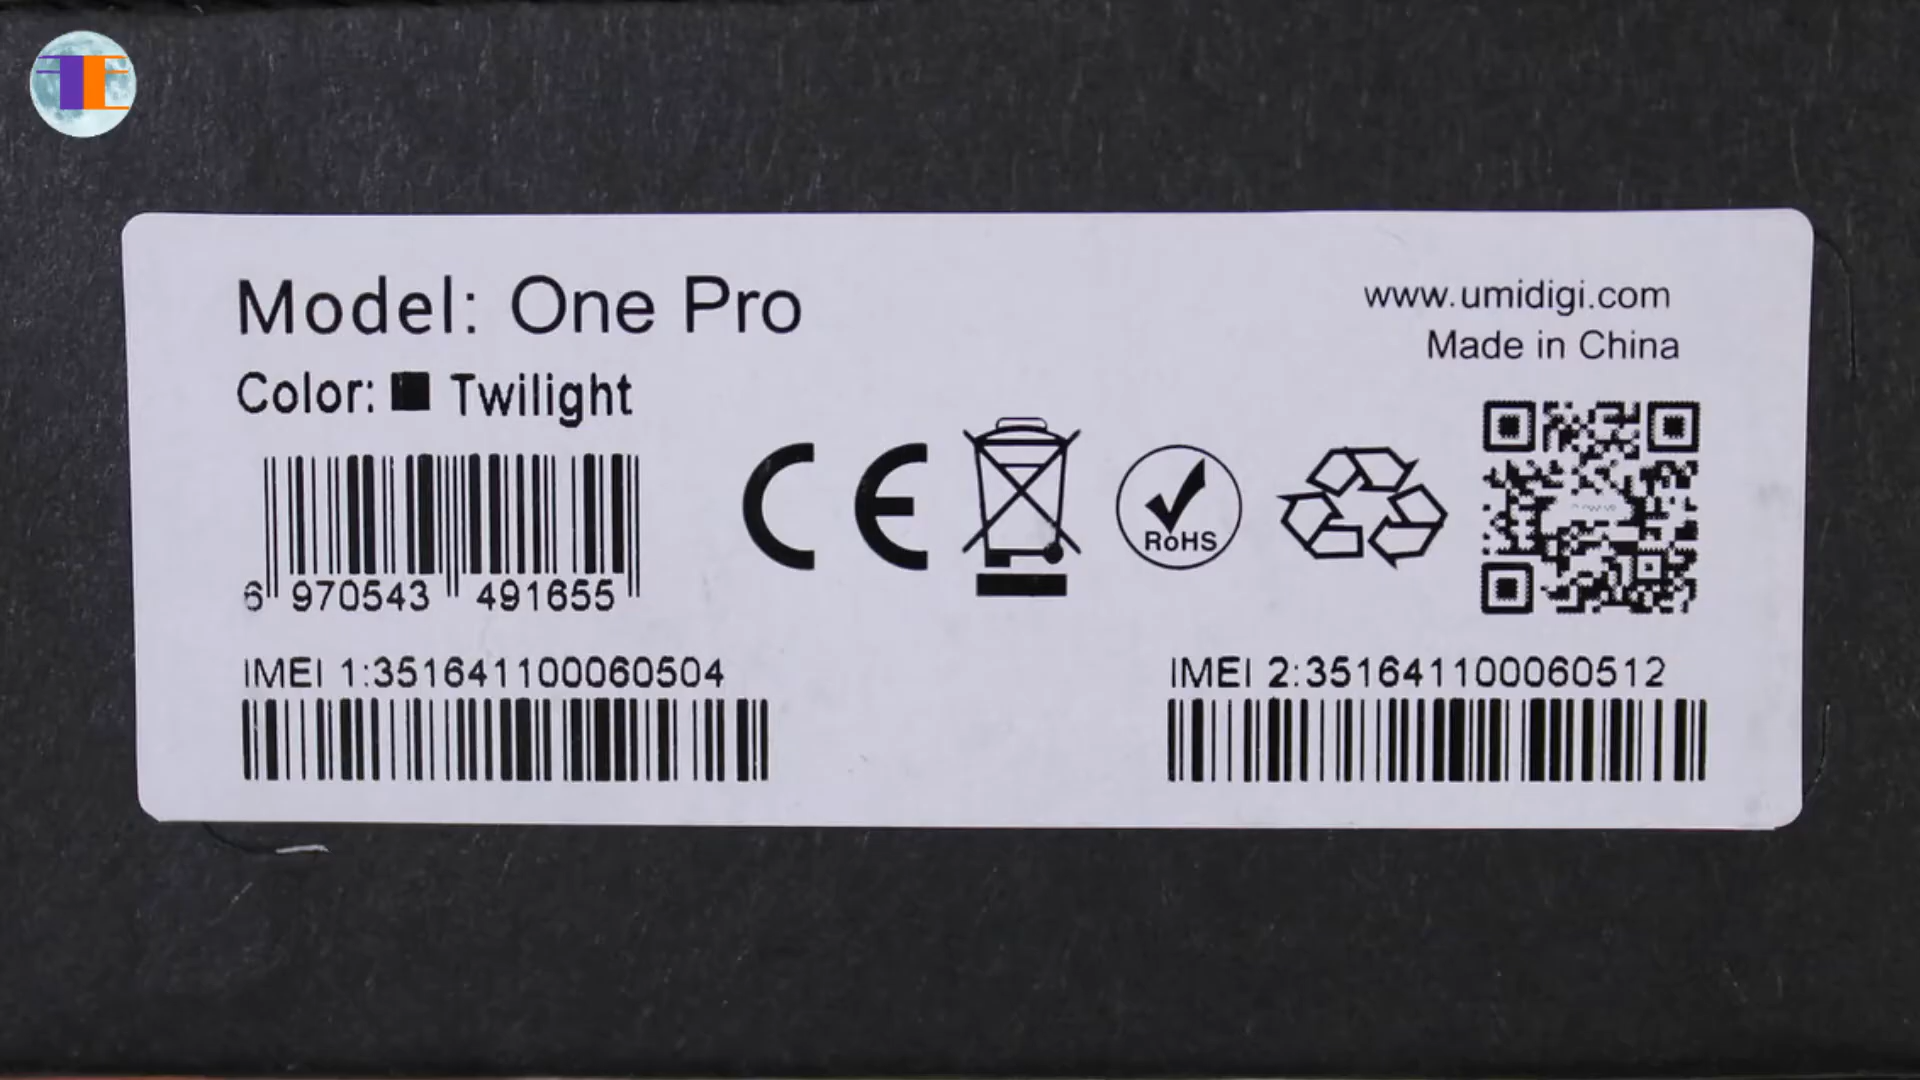 Model: One Pro
www.umidigi.com
Made in China
Color: Twilight
CE
RoHS
6 970543 491655
IMEI 1:351641100060504
IMEI 2:351641100060512